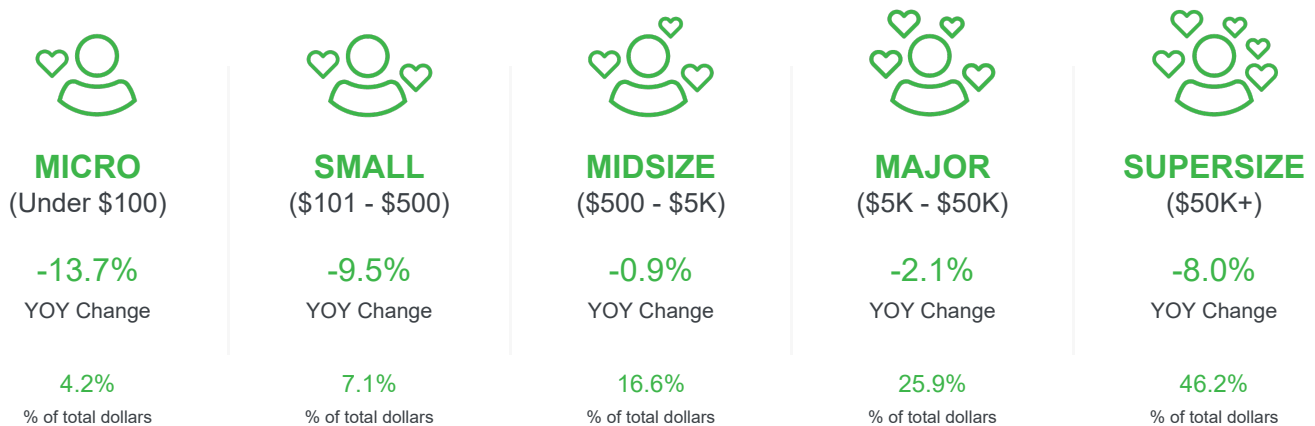 MICRO
(Under $100)
-13.7%
YOY Change
4.2%
% of total dollars
SMALL
($101 - $500)
-9.5%
YOY Change
7.1%
% of total dollars
MIDSIZE
($500 - $5K)
-0.9%
YOY Change
16.6%
% of total dollars
MAJOR
($5K - $50K)
-2.1%
YOY Change
25.9%
% of total dollars
SUPERSIZE
($50K+)
-8.0%
YOY Change
46.2%
% of total dollars